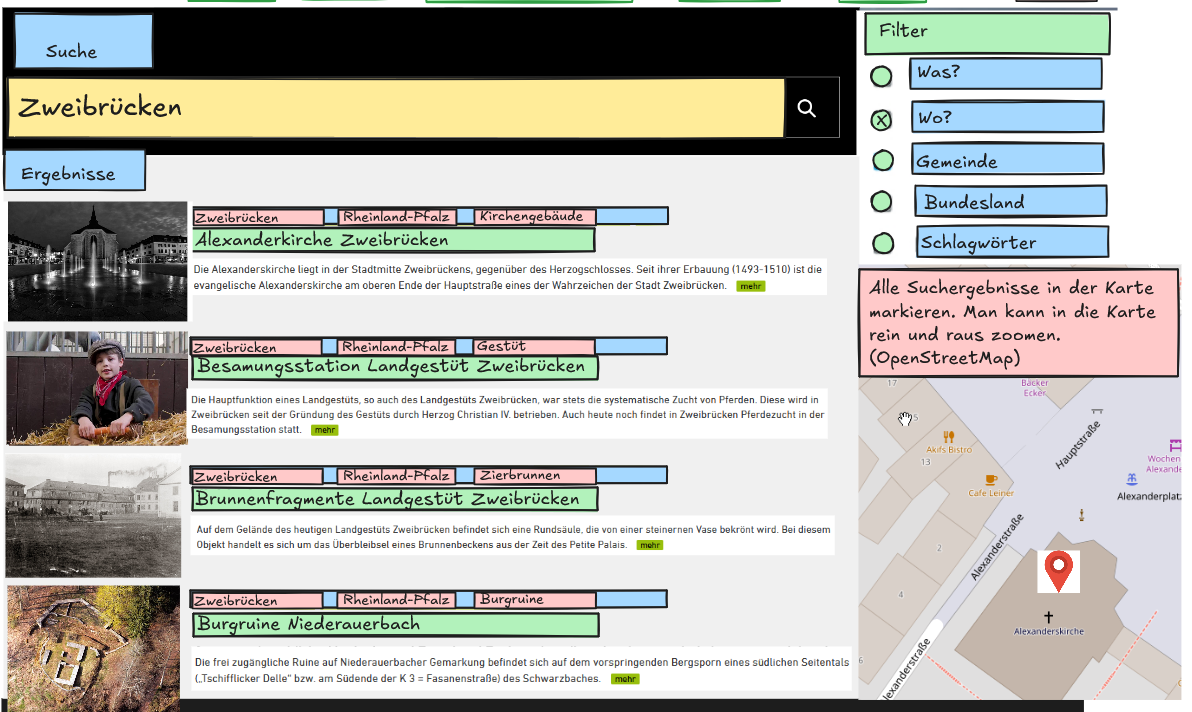 Suche
Zweibrücken
Ergebnisse
Zweibrücken Rheinland-Pfalz Kirchengebäude
Alexanderkirche Zweibrücken
Die Alexanderskirche liegt in der Stadtmitte Zweibrückens, gegenüber des Herzogschlosses. Seit ihrer Erbauung (1493-1510) ist die
evangelische Alexanderskirche am oberen Ende der Hauptstraße eines der Wahrzeichen der Stadt Zweibrücken. mehr
Zweibrücken Rheinland-Pfalz Gestüt
Besamungsstation Landgestüt Zweibrücken
Die Hauptfunktion eines Landgestüts, so auch des Landgestüts Zweibrücken, war stets die systematische Zucht von Pferden. Diese wird in
Zweibrücken seit der Gründung des Gestüts durch Herzog Christian IV. betrieben. Auch heute noch findet in Zweibrücken Pferdezucht in der
Besamungsstation statt. mehr
Zweibrücken Rheinland-Pfalz Zierbrunnen
Brunnenfragmente Landgestüt Zweibrücken
Auf dem Gelände des heutigen Landgestüts Zweibrücken befindet sich eine Rundsäule, die von einer steinernen Vase bekrönt wird. Bei diesem
Objekt handelt es sich um das Überbleibsel eines Brunnenbeckens aus der Zeit des Petite Palais. mehr
Zweibrücken Rheinland-Pfalz Burgruine
Burgruine Niederauerbach
Die frei zugängliche Ruine auf Niederauerbacher Gemarkung befindet sich auf dem vorspringenden Bergsporn eines südlichen Seitentals
(„Tschifflicker Delle“ bzw. am Südende der K 3 = Fasanenstraße) des Schwarzbaches. mehr
Filter
Was?
X Wo?
Gemeinde
Bundesland
Schlagwörter
Alle Suchergebnisse in der Karte
markieren. Man kann in die Karte
rein und raus zoomen.
(OpenStreetMap)
17
Bäcker
Ecker
5
Akifs Bistro
13
Hauptstraße
Wochen
Alexande
Cafe Leiner
Alexanderplatz
Alexanderstraße
2
4
Alexanderskirche
6
lexanderstraße